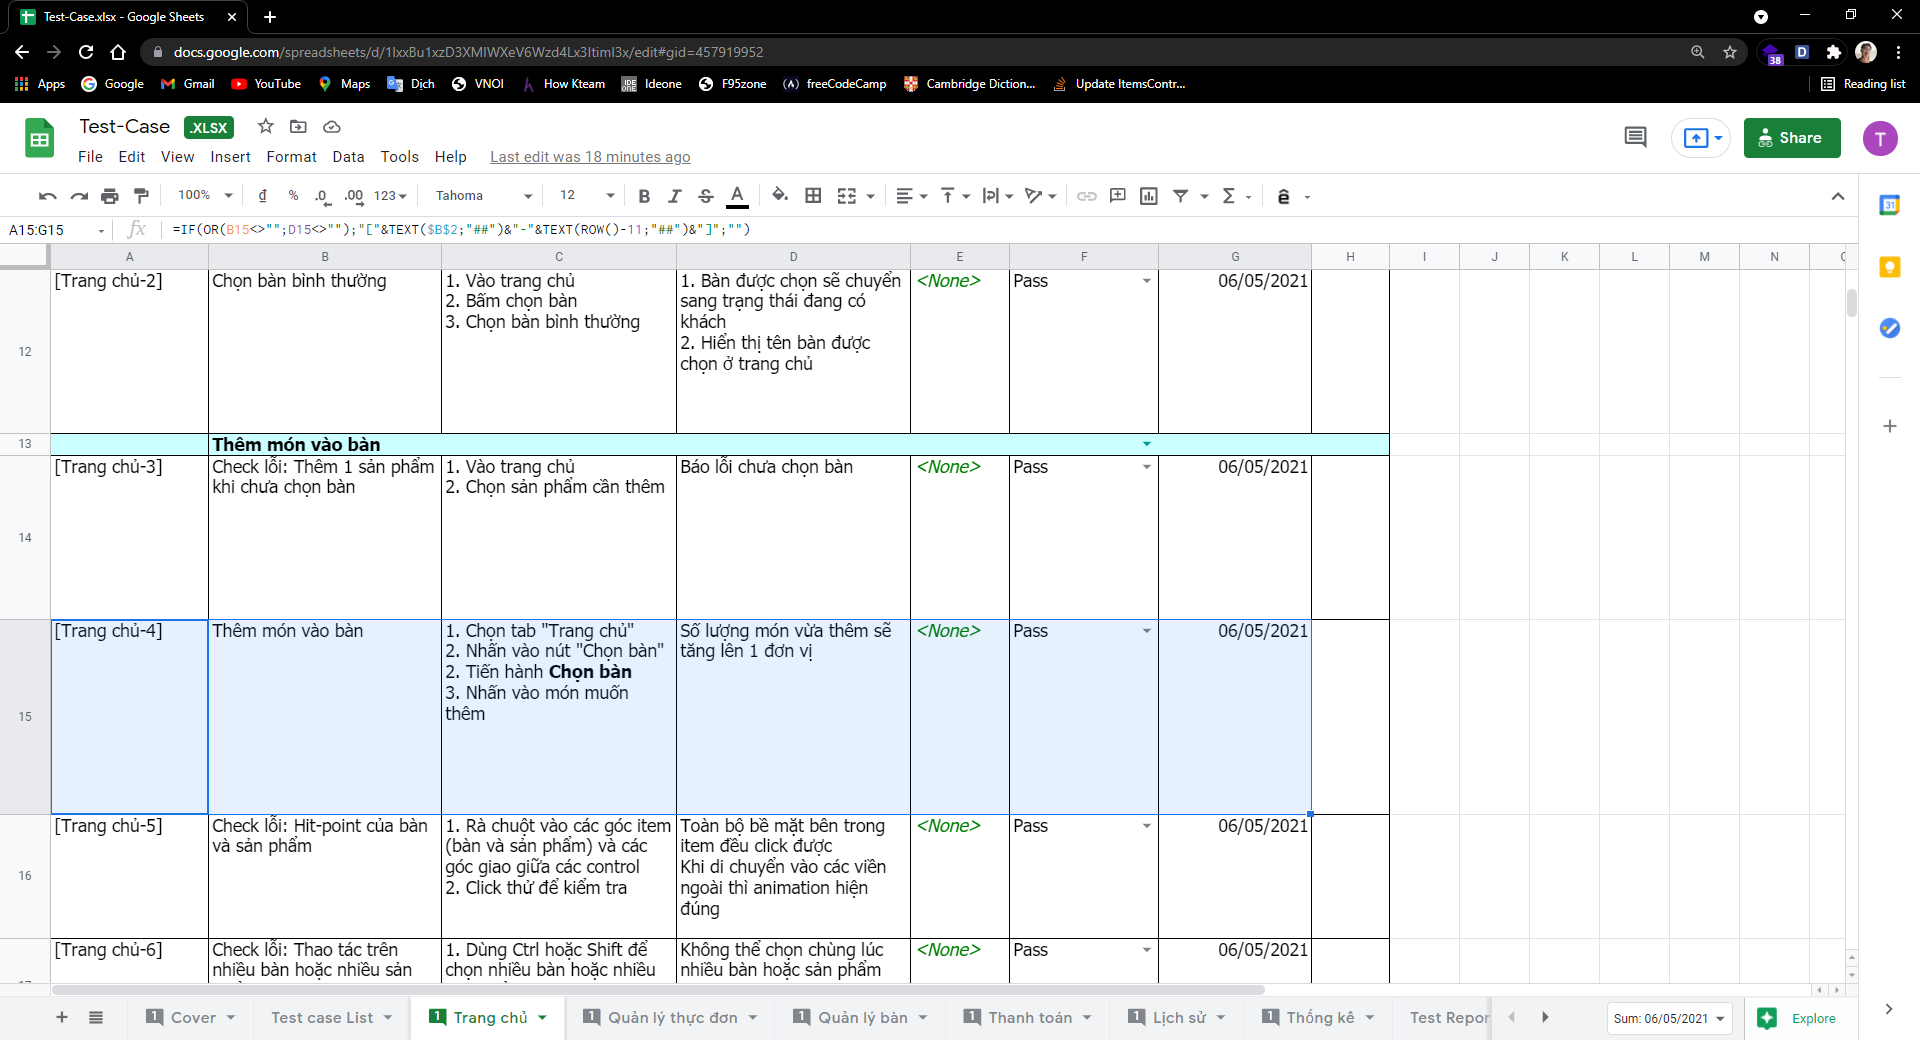 Test-Case.xlsx - Google Sheets
docs.google.com/spreadsheets/d/1IxxBu1xzD3XMIWXeV6Wzd4Lx3ItimI3x/edit#gid=457919952
38
Apps Google Gmail YouTube Maps Dịch VNOI How Kteam Ideone F95zone freeCodeCamp Cambridge Diction... Update ItemsContr... Reading list
Test-Case .XLSX
File Edit View Insert Format Data Tools Help Last edit was 18 minutes ago
Share
T
100% đ % .0 .00 123 Tahoma 12 B I S A Σ ê
A15:G15 fx =IF(OR(B15<>"";D15<>"");"["&TEXT($B$2;"##")&"-"&TEXT(ROW()-11;"##")&"]";"")
A B C D E F G H I J K L M N
12
[Trang chủ-2]
Chọn bàn bình thường
1. Vào trang chủ
2. Bấm chọn bàn
3. Chọn bàn bình thường
1. Bàn được chọn sẽ chuyển
sang trạng thái đang có
khách
2. Hiển thị tên bàn được
chọn ở trang chủ
<None>
Pass
06/05/2021
13
Thêm món vào bàn
14
[Trang chủ-3]
Check lỗi: Thêm 1 sản phẩm
khi chưa chọn bàn
1. Vào trang chủ
2. Chọn sản phẩm cần thêm
Báo lỗi chưa chọn bàn
<None>
Pass
06/05/2021
15
[Trang chủ-4]
Thêm món vào bàn
1. Chọn tab "Trang chủ"
2. Nhấn vào nút "Chọn bàn"
2. Tiến hành Chọn bàn
3. Nhấn vào món muốn
thêm
Số lượng món vừa thêm sẽ
tăng lên 1 đơn vị
<None>
Pass
06/05/2021
16
[Trang chủ-5]
Check lỗi: Hit-point của bàn
và sản phẩm
1. Rà chuột vào các góc item
(bàn và sản phẩm) và các
góc giao giữa các control
2. Click thử để kiểm tra
Toàn bộ bề mặt bên trong
item đều click được
Khi di chuyển vào các viền
ngoài thì animation hiện
đúng
<None>
Pass
06/05/2021
[Trang chủ-6]
Check lỗi: Thao tác trên
nhiều bàn hoặc nhiều sản
1. Dùng Ctrl hoặc Shift để
chọn nhiều bàn hoặc nhiều
Không thể chọn chùng lúc
nhiều bàn hoặc sản phẩm
<None>
Pass
06/05/2021
1 Cover Test case List 1 Trang chủ 1 Quản lý thực đơn 1 Quản lý bàn 1 Thanh toán 1 Lịch sử 1 Thống kê Test Repor
Sum: 06/05/2021
Explore
31